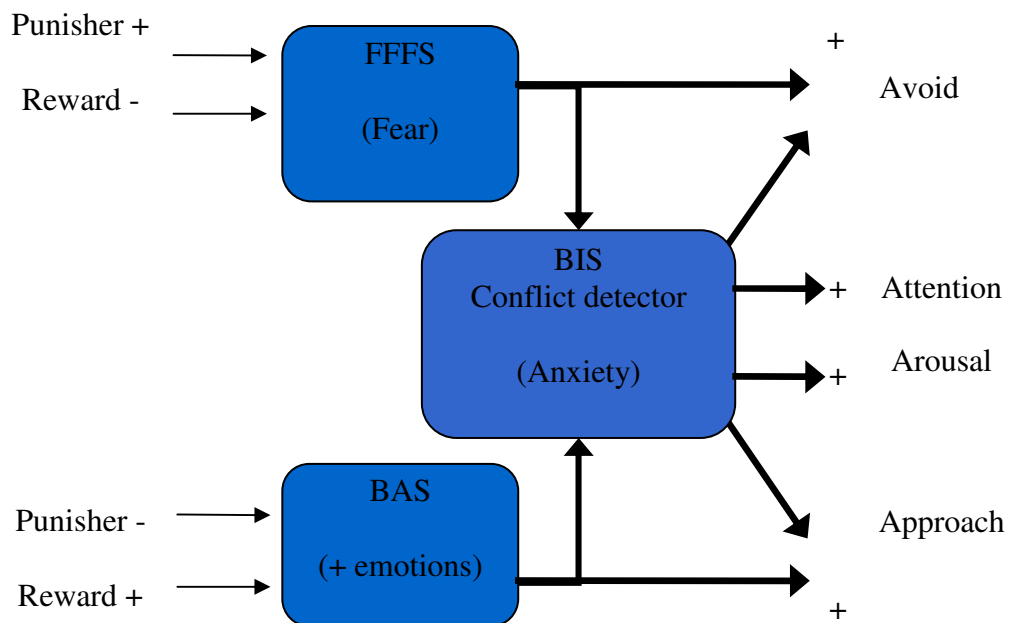 Punisher +
Reward -
FFFS
(Fear)
+
Avoid
BIS
Conflict detector
(Anxiety)
+ Attention
+ Arousal
BAS
(+ emotions)
Punisher -
Reward +
Approach
+